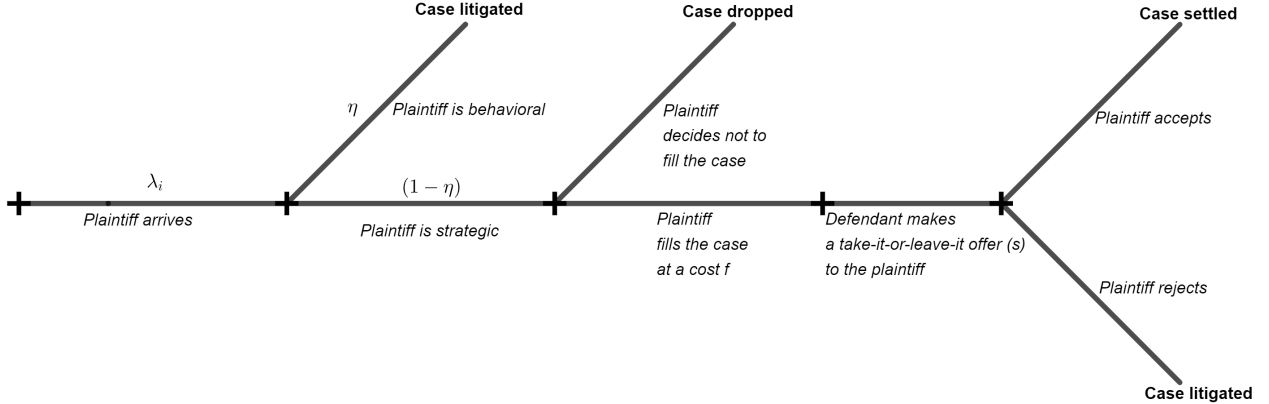 Case litigated
Case dropped
Case settled
η
Plaintiff is behavioral
Plaintiff
decides not to
fill the case
Plaintiff accepts
λi
Plaintiff arrives
(1 − η)
Plaintiff is strategic
Plaintiff
fills the case
at a cost f
Defendant makes
a take-it-or-leave-it offer (s)
to the plaintiff
Plaintiff rejects
Case litigated